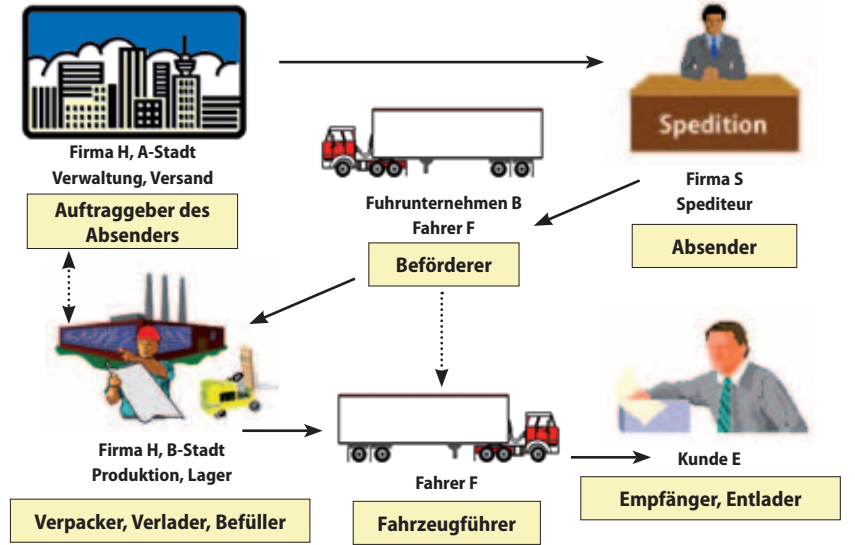 Spedition
Firma H, A-Stadt
Verwaltung, Versand
Auftraggeber des
Absenders
Fuhrunternehmen B
Fahrer F
Beförderer
Firma S
Spediteur
Absender
Firma H, B-Stadt
Produktion, Lager
Verpacker, Verlader, Befüller
Fahrer F
Fahrzeugführer
Kunde E
Empfänger, Entlader